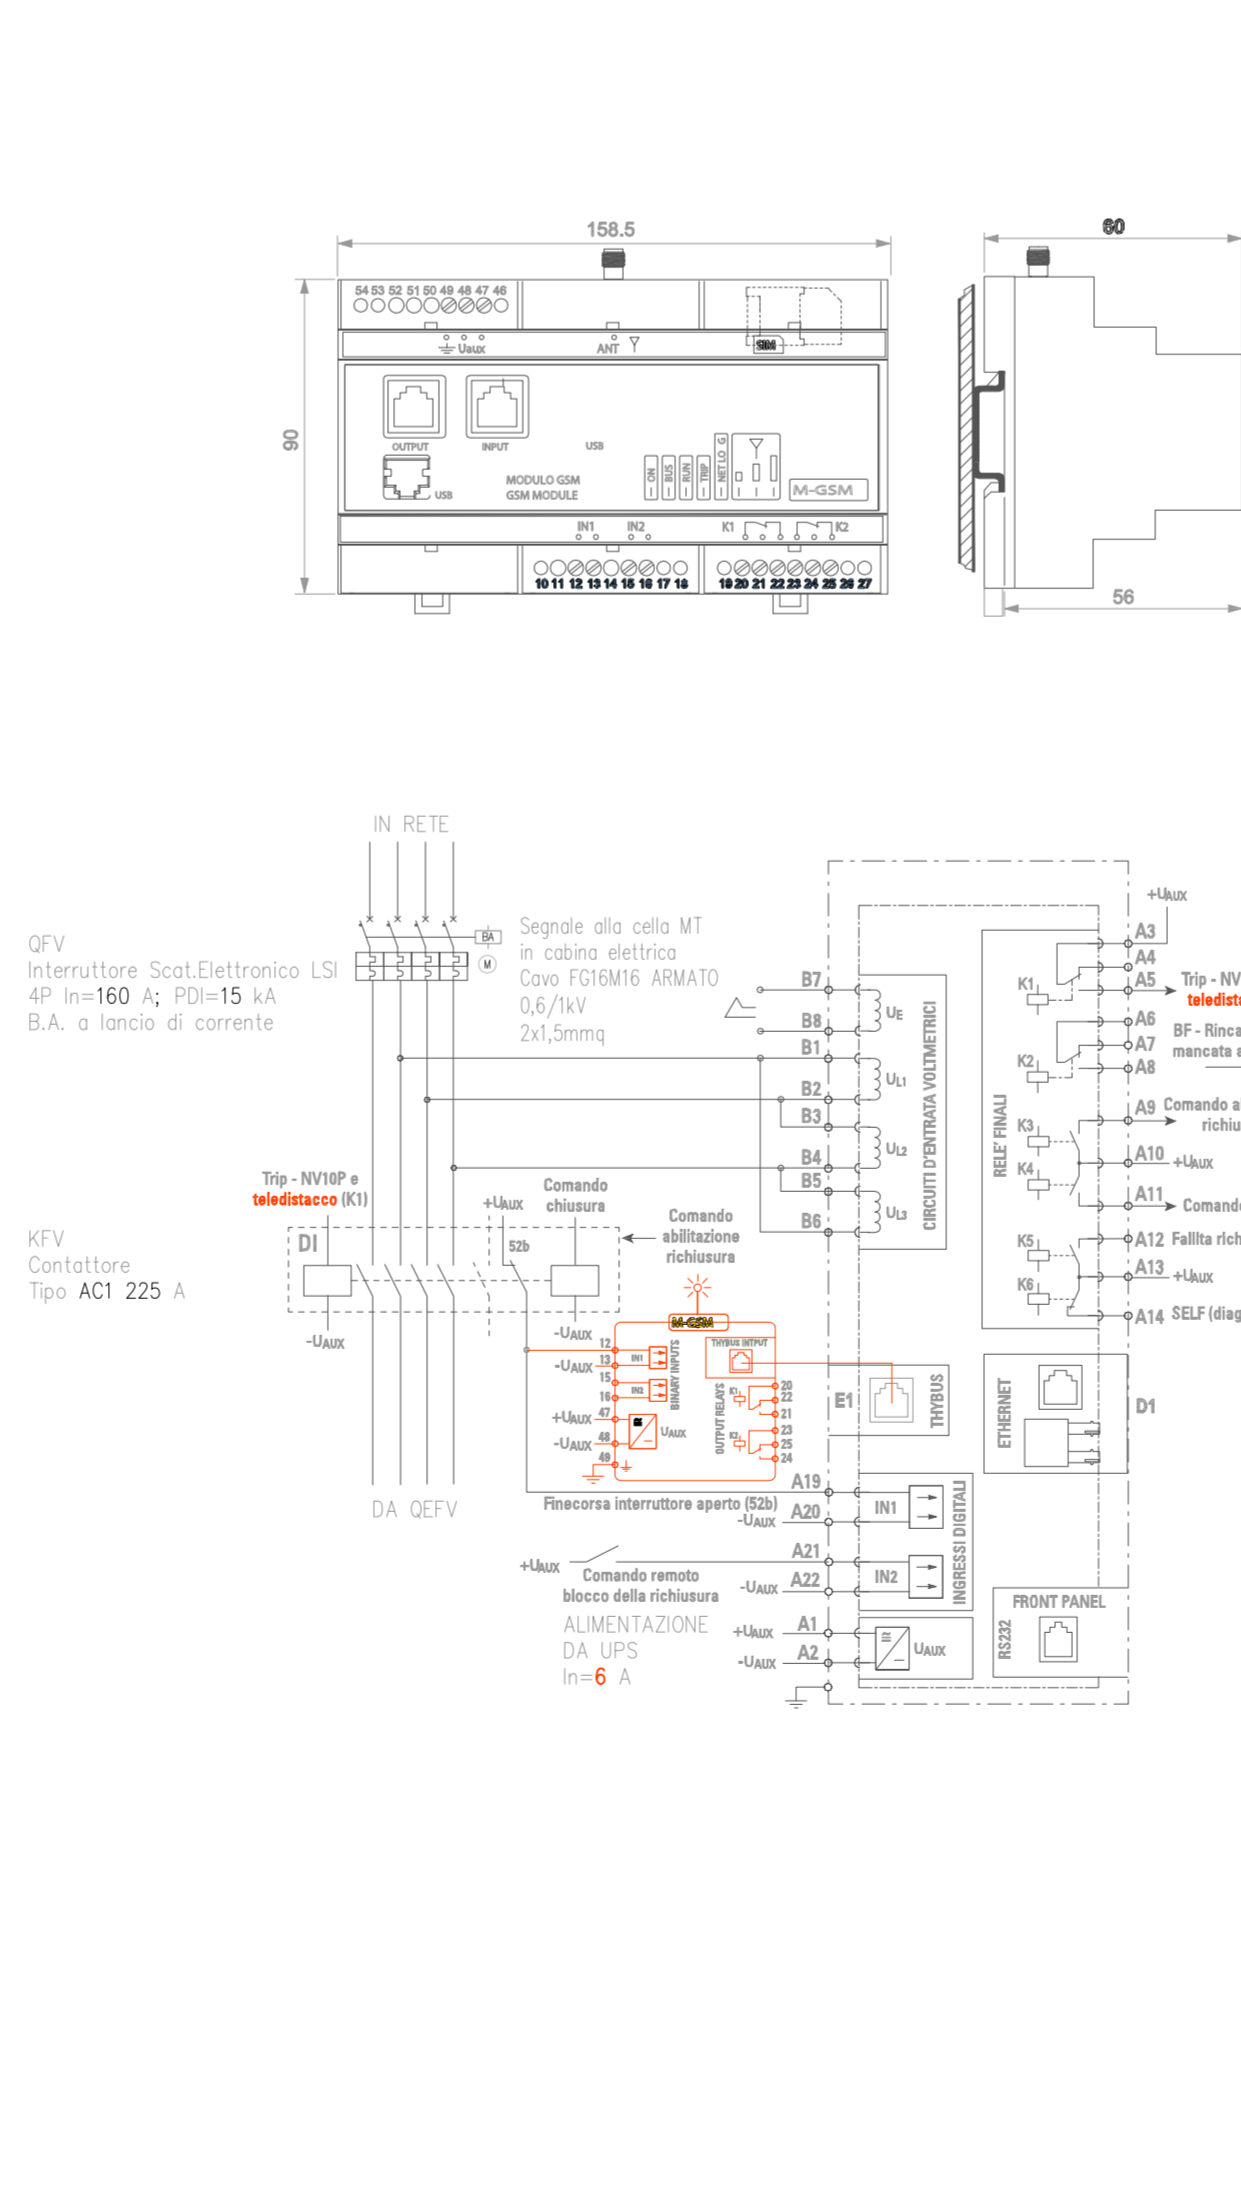 158.5
60
54 53 52 51 50 49 48 47 46
Uaux
ANT
SIM
90
OUTPUT
INPUT
USB
USB
MODULO GSM
GSM MODULE
ON
BUS
RUN
TRIP
NET LO G
M-GSM
IN1
IN2
K1
K2
10 11 12 13 14 15 16 17 18
19 20 21 22 23 24 25 26 27
56
IN RETE
QFV
Interruttore Scat.Elettronico LSI
4P In=160 A; PDI=15 kA
B.A. a lancio di corrente
BA
M
Segnale alla cella MT
in cabina elettrica
Cavo FG16M16 ARMATO
0,6/1kV
2x1,5mmq
B7
B8
B1
B2
B3
B4
B5
B6
UE
UL1
UL2
UL3
CIRCUITI D'ENTRATA VOLTMETRICI
RELE' FINALI
K1
K2
K3
K4
K5
K6
+UAUX
A3
A4
A5
Trip - NV
teledista
A6
A7
A8
BF - Rinca
mancata a
A9
Comando a
richiu
A10
+UAUX
A11
Comand
A12
Fallita rich
A13
+UAUX
A14
SELF (diag
Trip - NV10P e
teledistacco (K1)
+UAUX
Comando
chiusura
Comando
abilitazione
richiusura
DI
52b
KFV
Contattore
Tipo AC1 225 A
-UAUX
-UAUX
M-GSM
12
-UAUX
13
15
16
+UAUX
47
-UAUX
48
49
IN1
IN2
BINARY INPUTS
UAUX
THYBUS INTPUT
OUTPUT RELAYS
K1
K2
20
22
21
23
25
24
E1
THYBUS
ETHERNET
D1
DA QEFV
Finecorsa interruttore aperto (52b)
A19
-UAUX
A20
IN1
+UAUX
A21
Comando remoto
blocco della richiusura
-UAUX
A22
IN2
INGRESSI DIGITALI
ALIMENTAZIONE
DA UPS
In=6 A
+UAUX
A1
-UAUX
A2
UAUX
FRONT PANEL
RS232